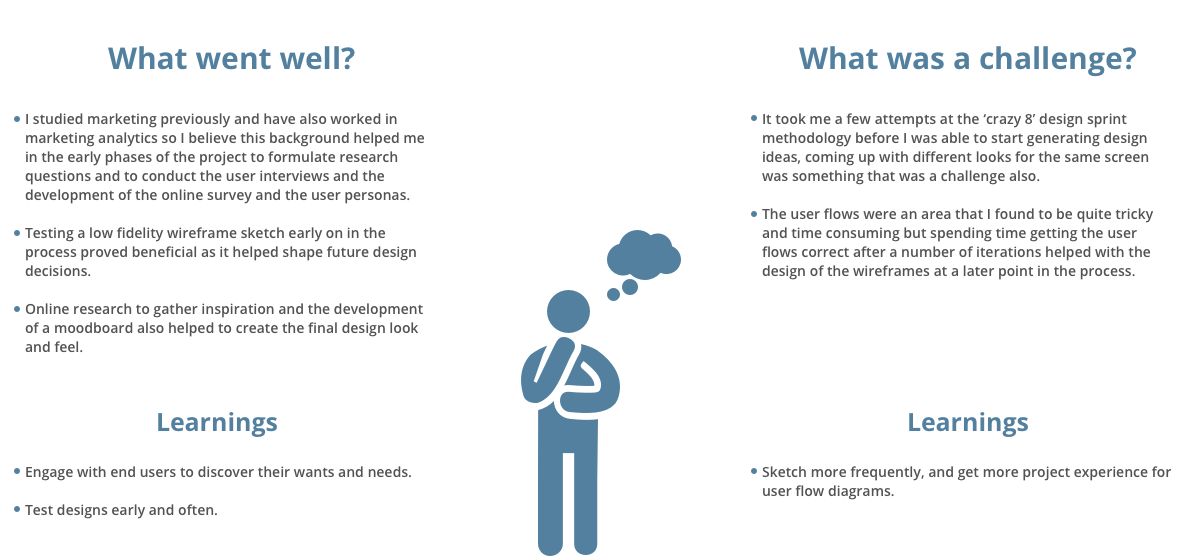 What went well?
• I studied marketing previously and have also worked in
marketing analytics so I believe this background helped me
in the early phases of the project to formulate research
questions and to conduct the user interviews and the
development of the online survey and the user personas.
• Testing a low fidelity wireframe sketch early on in the
process proved beneficial as it helped shape future design
decisions.
• Online research to gather inspiration and the development
of a moodboard also helped to create the final design look
and feel.
Learnings
• Engage with end users to discover their wants and needs.
• Test designs early and often.
What was a challenge?
• It took me a few attempts at the ‘crazy 8’ design sprint
methodology before I was able to start generating design
ideas, coming up with different looks for the same screen
was something that was a challenge also.
• The user flows were an area that I found to be quite tricky
and time consuming but spending time getting the user
flows correct after a number of iterations helped with the
design of the wireframes at a later point in the process.
Learnings
• Sketch more frequently, and get more project experience for
user flow diagrams.